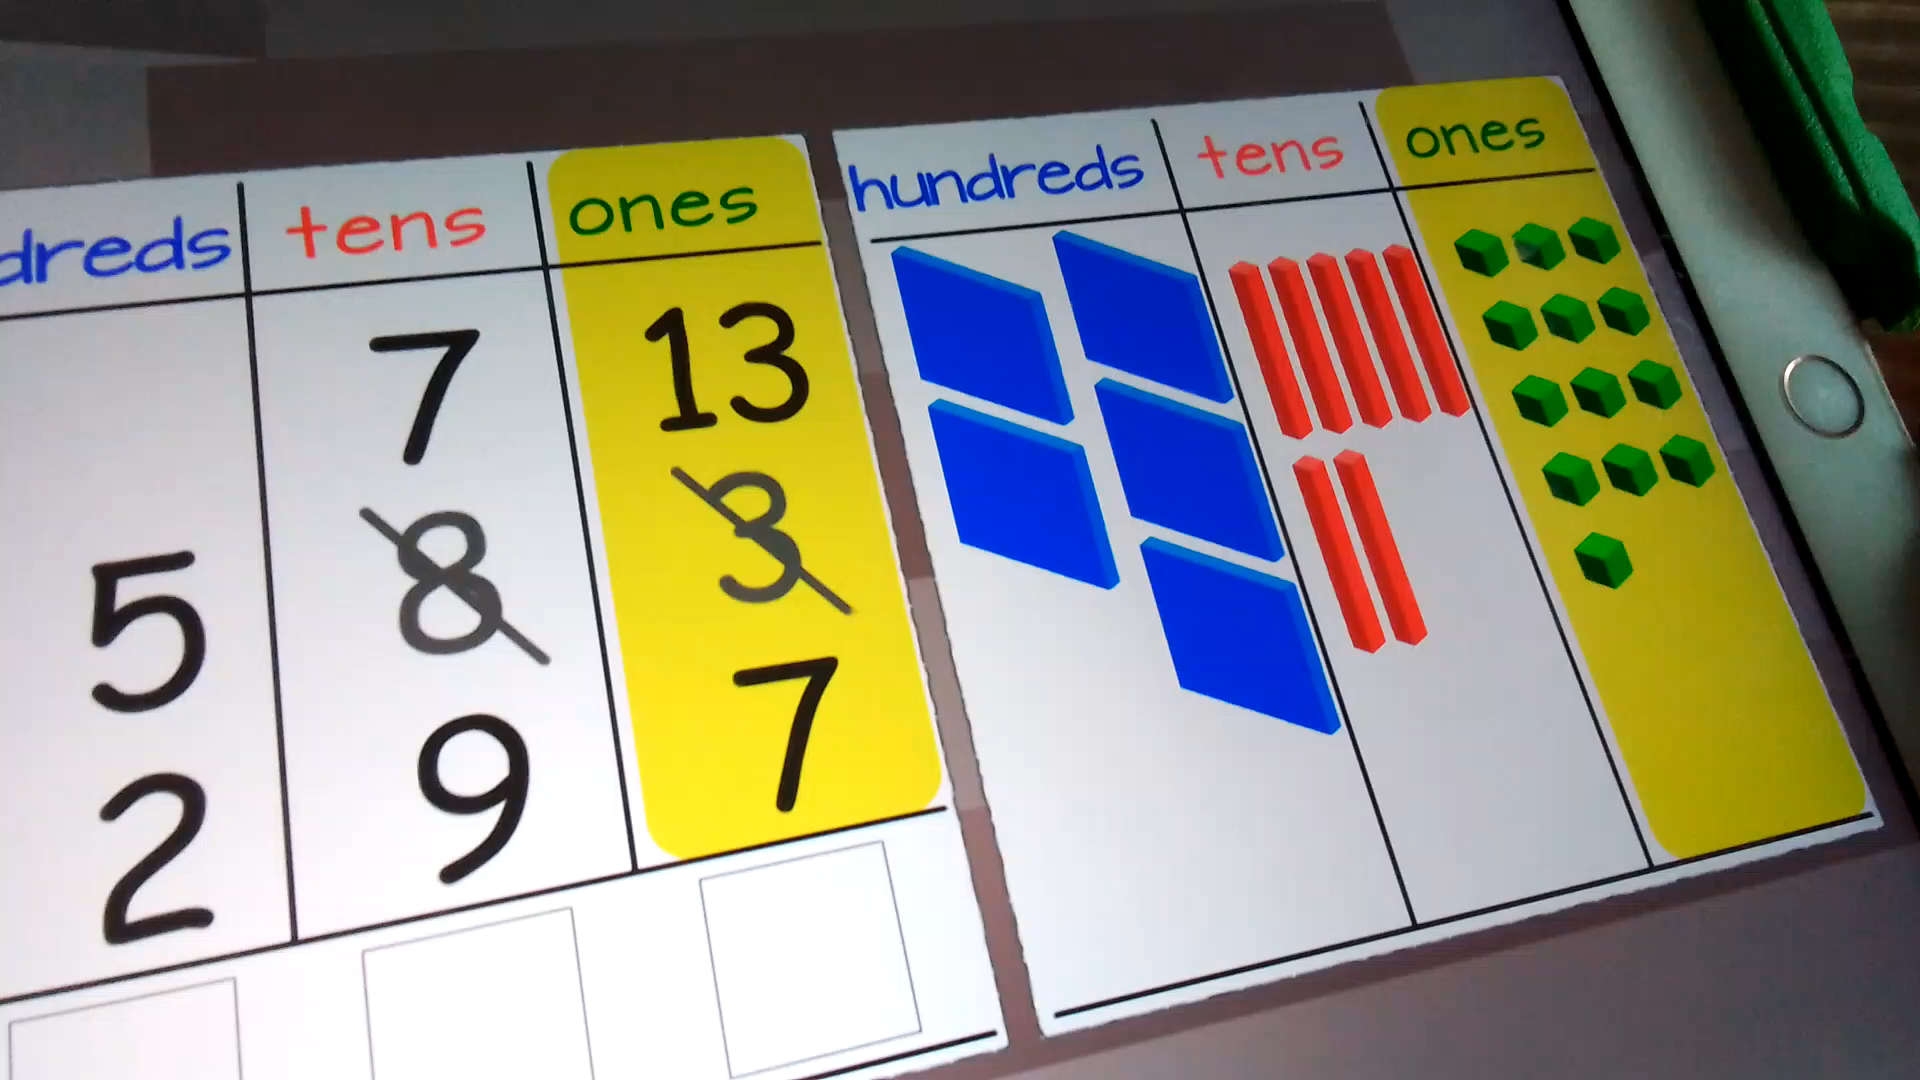 dreds tens ones
7 13
5 8 3
2 9 7
hundreds tens ones